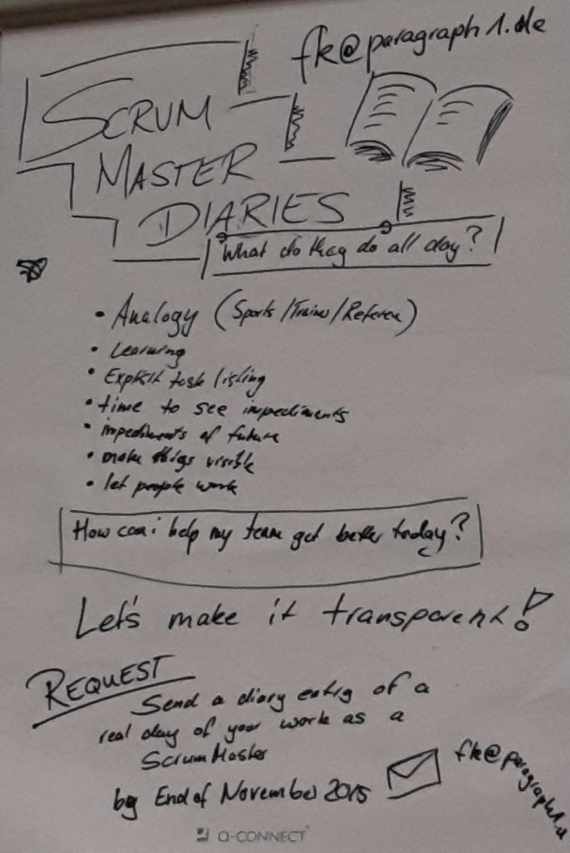 fk@paragraph1.de
SCRUM
MASTER
DIARIES
What do they do all day?
• Analogy (Sports/Trainer/Referee)
• Learning
• Explicit task listing
• time to see impediments
• impediments of future
• make things visible
• let people work
How can i help my team get better today?
Let's make it transparent!
REQUEST
Send a diary entry of a
real day of your work as a
ScrumMaster
by End of November 2015
fk@paragraph1.de
Q-CONNECT